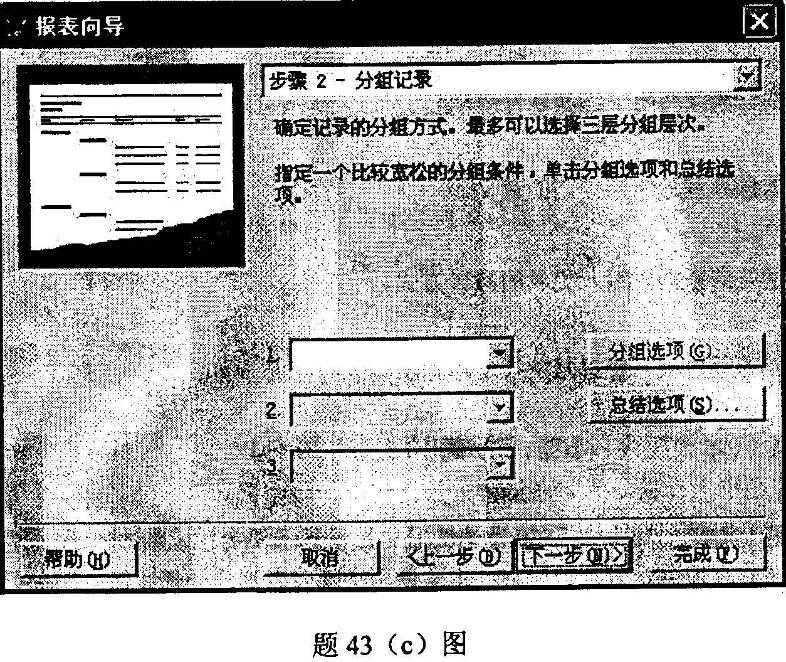 报表向导
步骤 2 - 分组记录
确定记录的分组方式。最多可以选择三层分组层次。
指定一个比较宽松的分组条件，单击分组选项和总结选
项。
1.
分组选项(G)...
2.
总结选项(S)...
3.
帮助(H)
取消
<上一步(B)
下一步(N)>
完成(F)
题 43（c）图